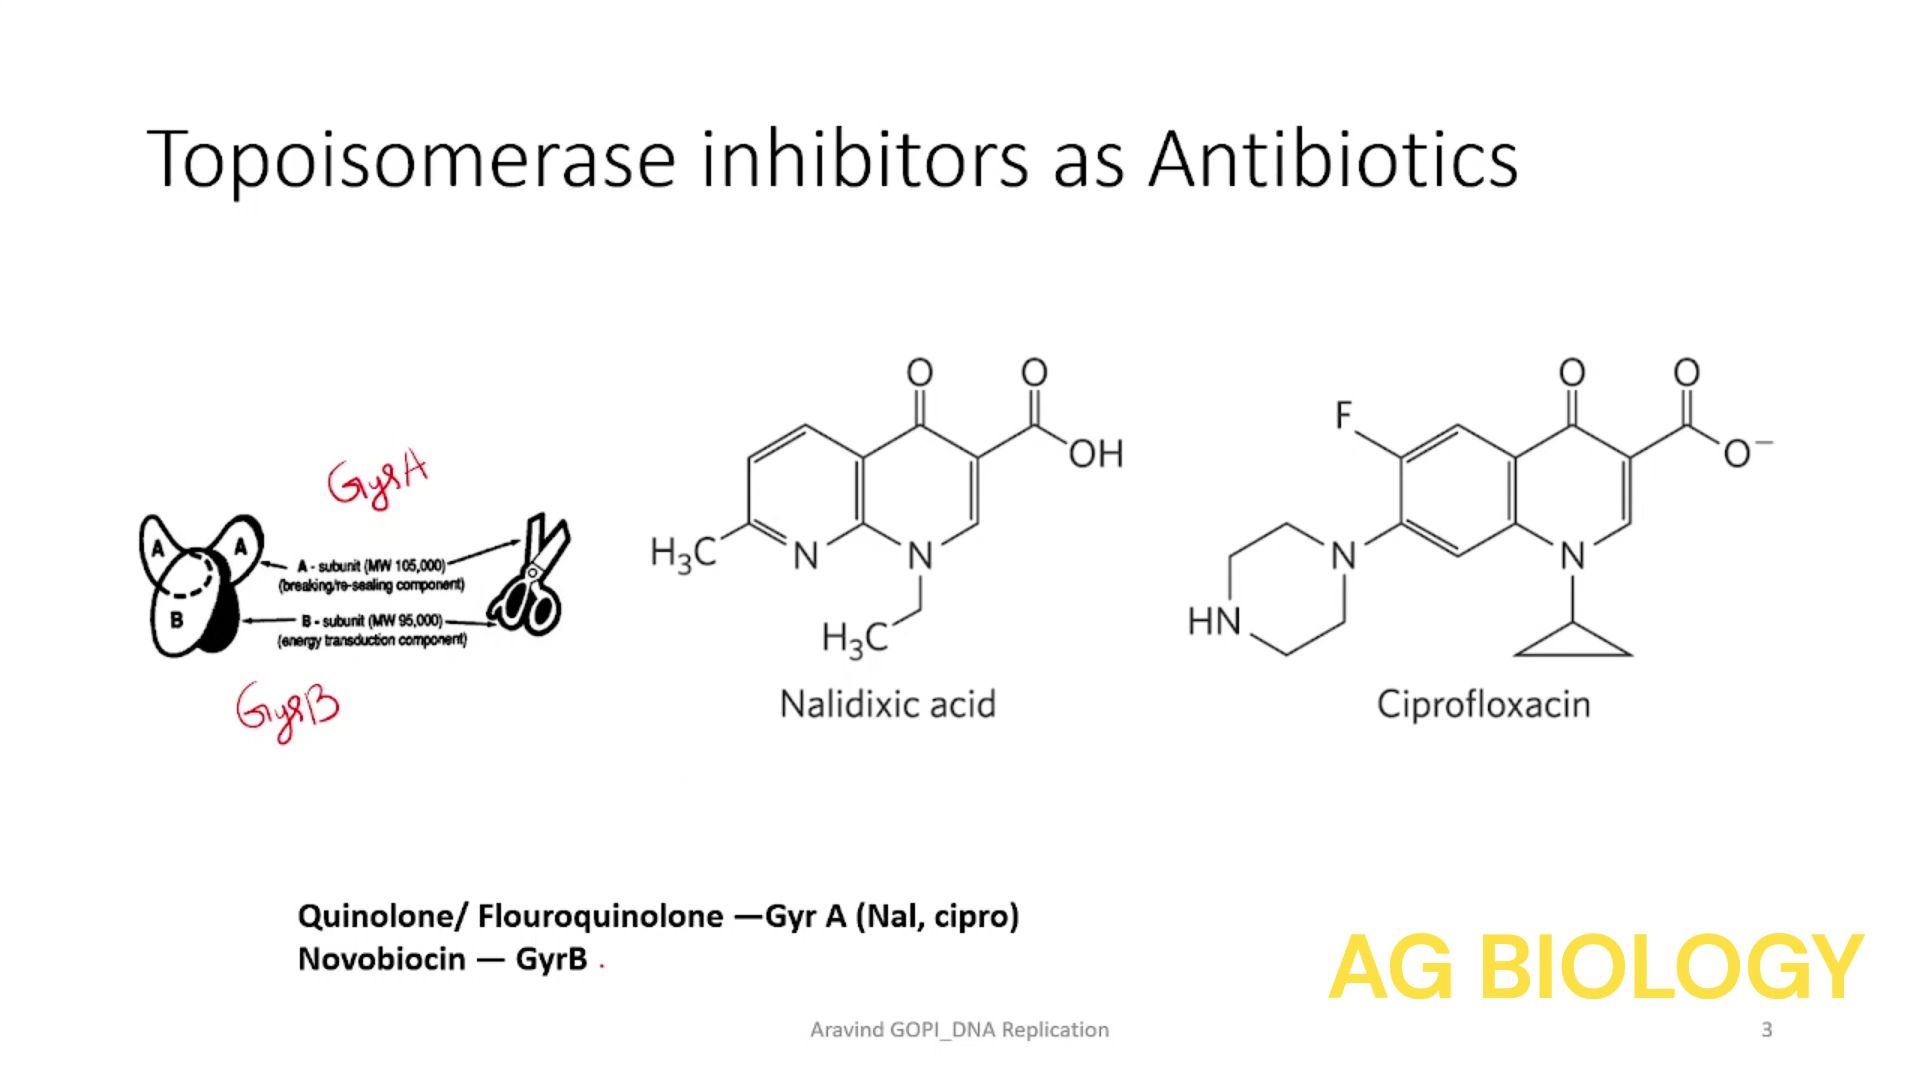 Topoisomerase inhibitors as Antibiotics
GyrA
A
A
B
A - subunit (MW 105,000)
(breaking/re-sealing component)
B - subunit (MW 95,000)
(energy transduction component)
GyrB
O
O
OH
H₃C
N
N
H₃C
Nalidixic acid
O
O
F
O⁻
N
N
HN
Ciprofloxacin
Quinolone/ Flouroquinolone —Gyr A (Nal, cipro)
Novobiocin — GyrB .
AG BIOLOGY
Aravind GOPI_DNA Replication
3